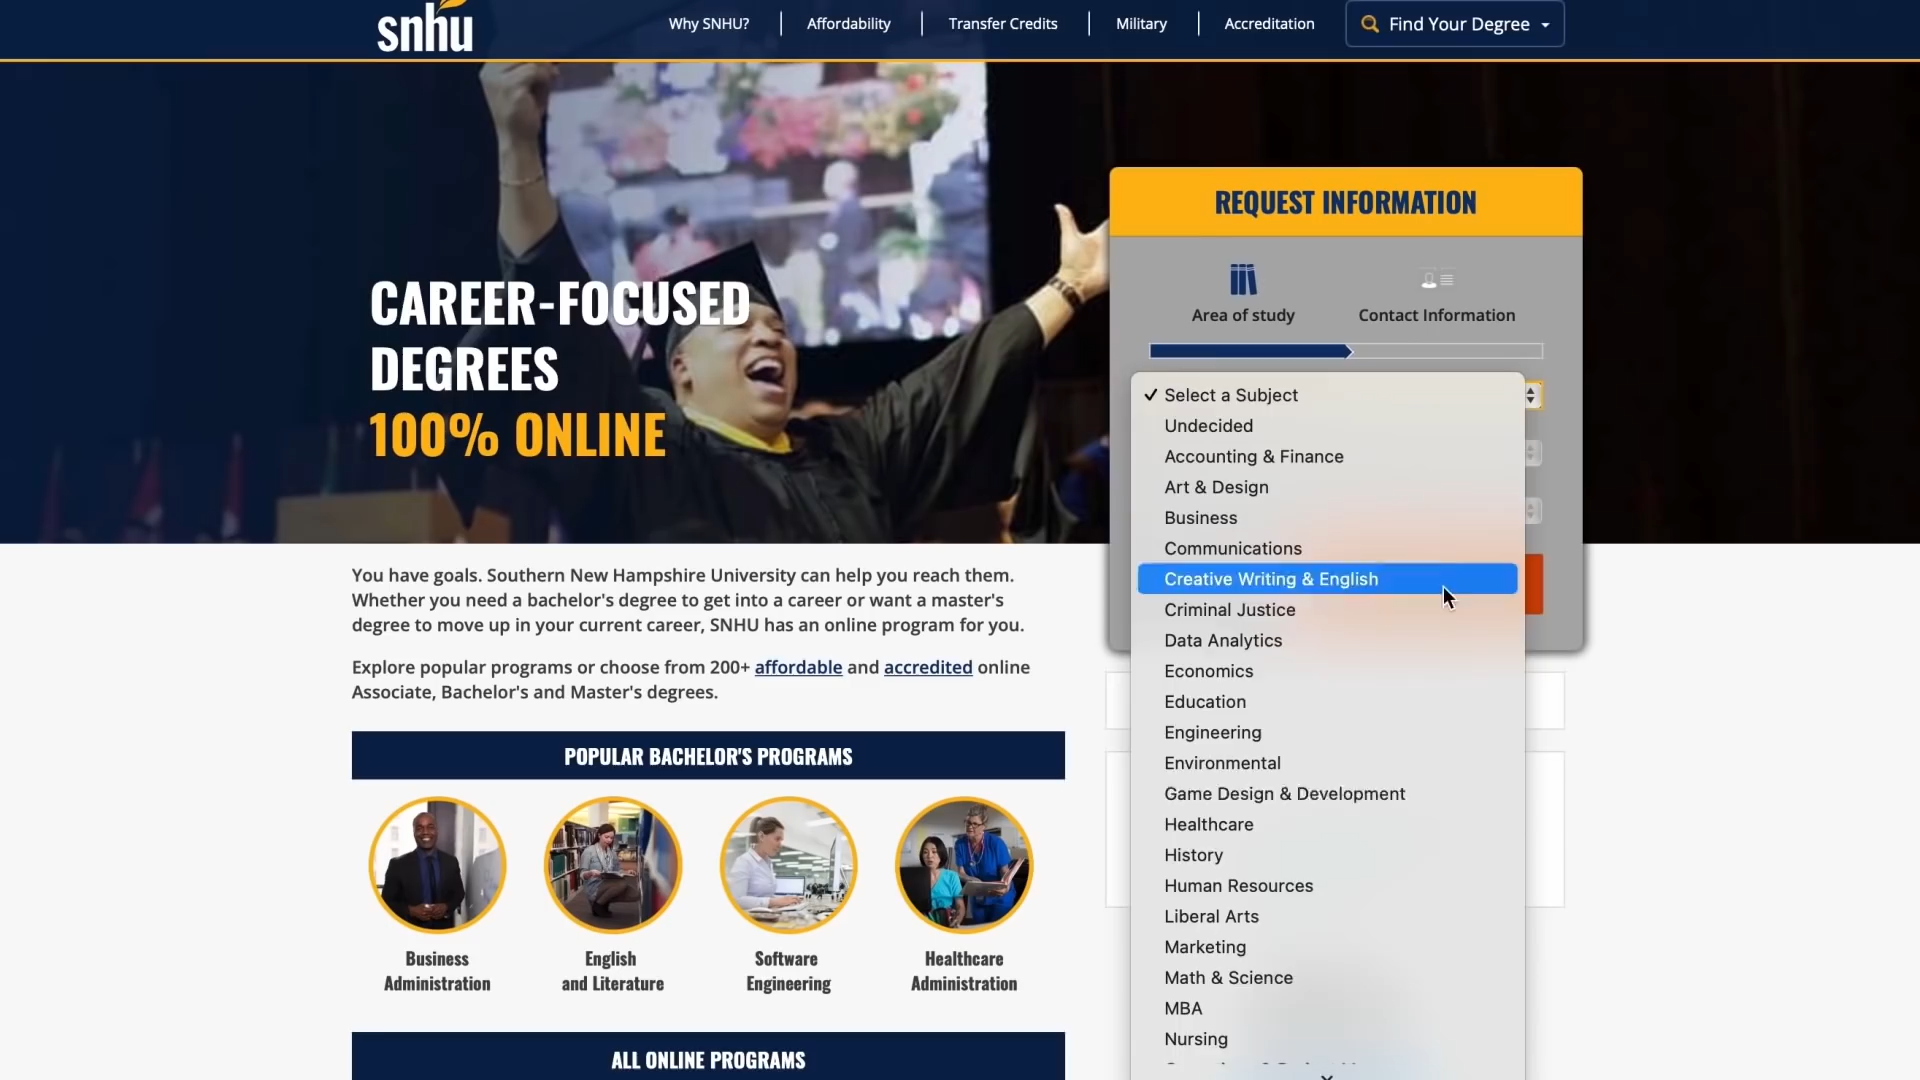 snhu
Why SNHU?
Affordability
Transfer Credits
Military
Accreditation
Find Your Degree
CAREER-FOCUSED
DEGREES
100% ONLINE
REQUEST INFORMATION
Area of study
Contact Information
✓ Select a Subject
Undecided
Accounting & Finance
Art & Design
Business
Communications
Creative Writing & English
Criminal Justice
Data Analytics
Economics
Education
Engineering
Environmental
Game Design & Development
Healthcare
History
Human Resources
Liberal Arts
Marketing
Math & Science
MBA
Nursing
You have goals. Southern New Hampshire University can help you reach them.
Whether you need a bachelor's degree to get into a career or want a master's
degree to move up in your current career, SNHU has an online program for you.
Explore popular programs or choose from 200+ affordable and accredited online
Associate, Bachelor's and Master's degrees.
POPULAR BACHELOR'S PROGRAMS
Business
Administration
English
and Literature
Software
Engineering
Healthcare
Administration
ALL ONLINE PROGRAMS